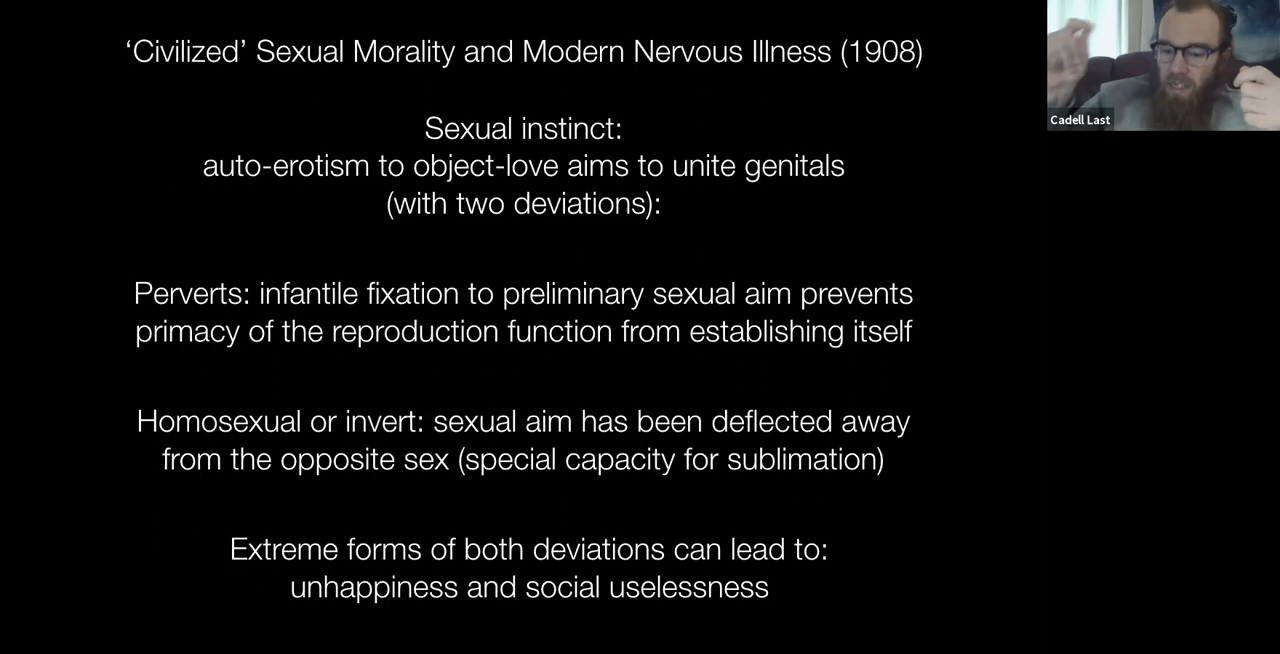 ‘Civilized’ Sexual Morality and Modern Nervous Illness (1908)
Cadell Last
Sexual instinct:
auto-erotism to object-love aims to unite genitals
(with two deviations):
Perverts: infantile fixation to preliminary sexual aim prevents
primacy of the reproduction function from establishing itself
Homosexual or invert: sexual aim has been deflected away
from the opposite sex (special capacity for sublimation)
Extreme forms of both deviations can lead to:
unhappiness and social uselessness